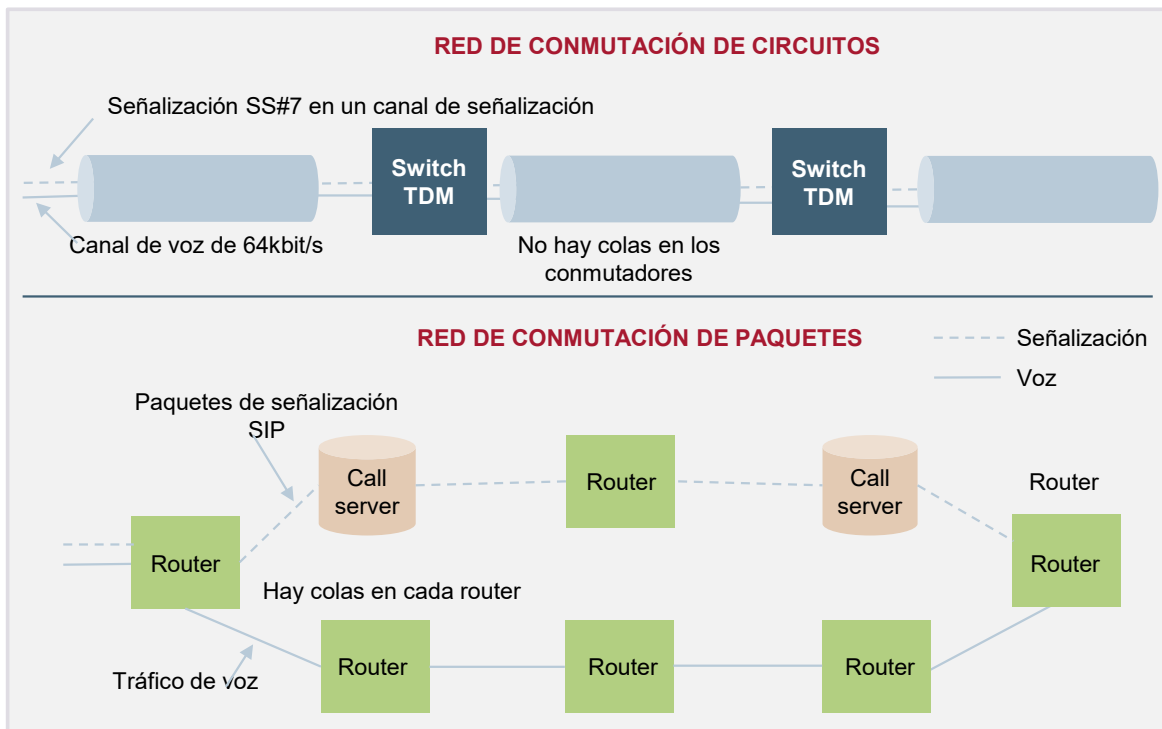 RED DE CONMUTACIÓN DE CIRCUITOS
Señalización SS#7 en un canal de señalización
Switch
TDM
Switch
TDM
Canal de voz de 64kbit/s
No hay colas en los
conmutadores
RED DE CONMUTACIÓN DE PAQUETES
Señalización
Voz
Paquetes de señalización
SIP
Call
server
Router
Call
server
Router
Router
Router
Hay colas en cada router
Tráfico de voz
Router
Router
Router